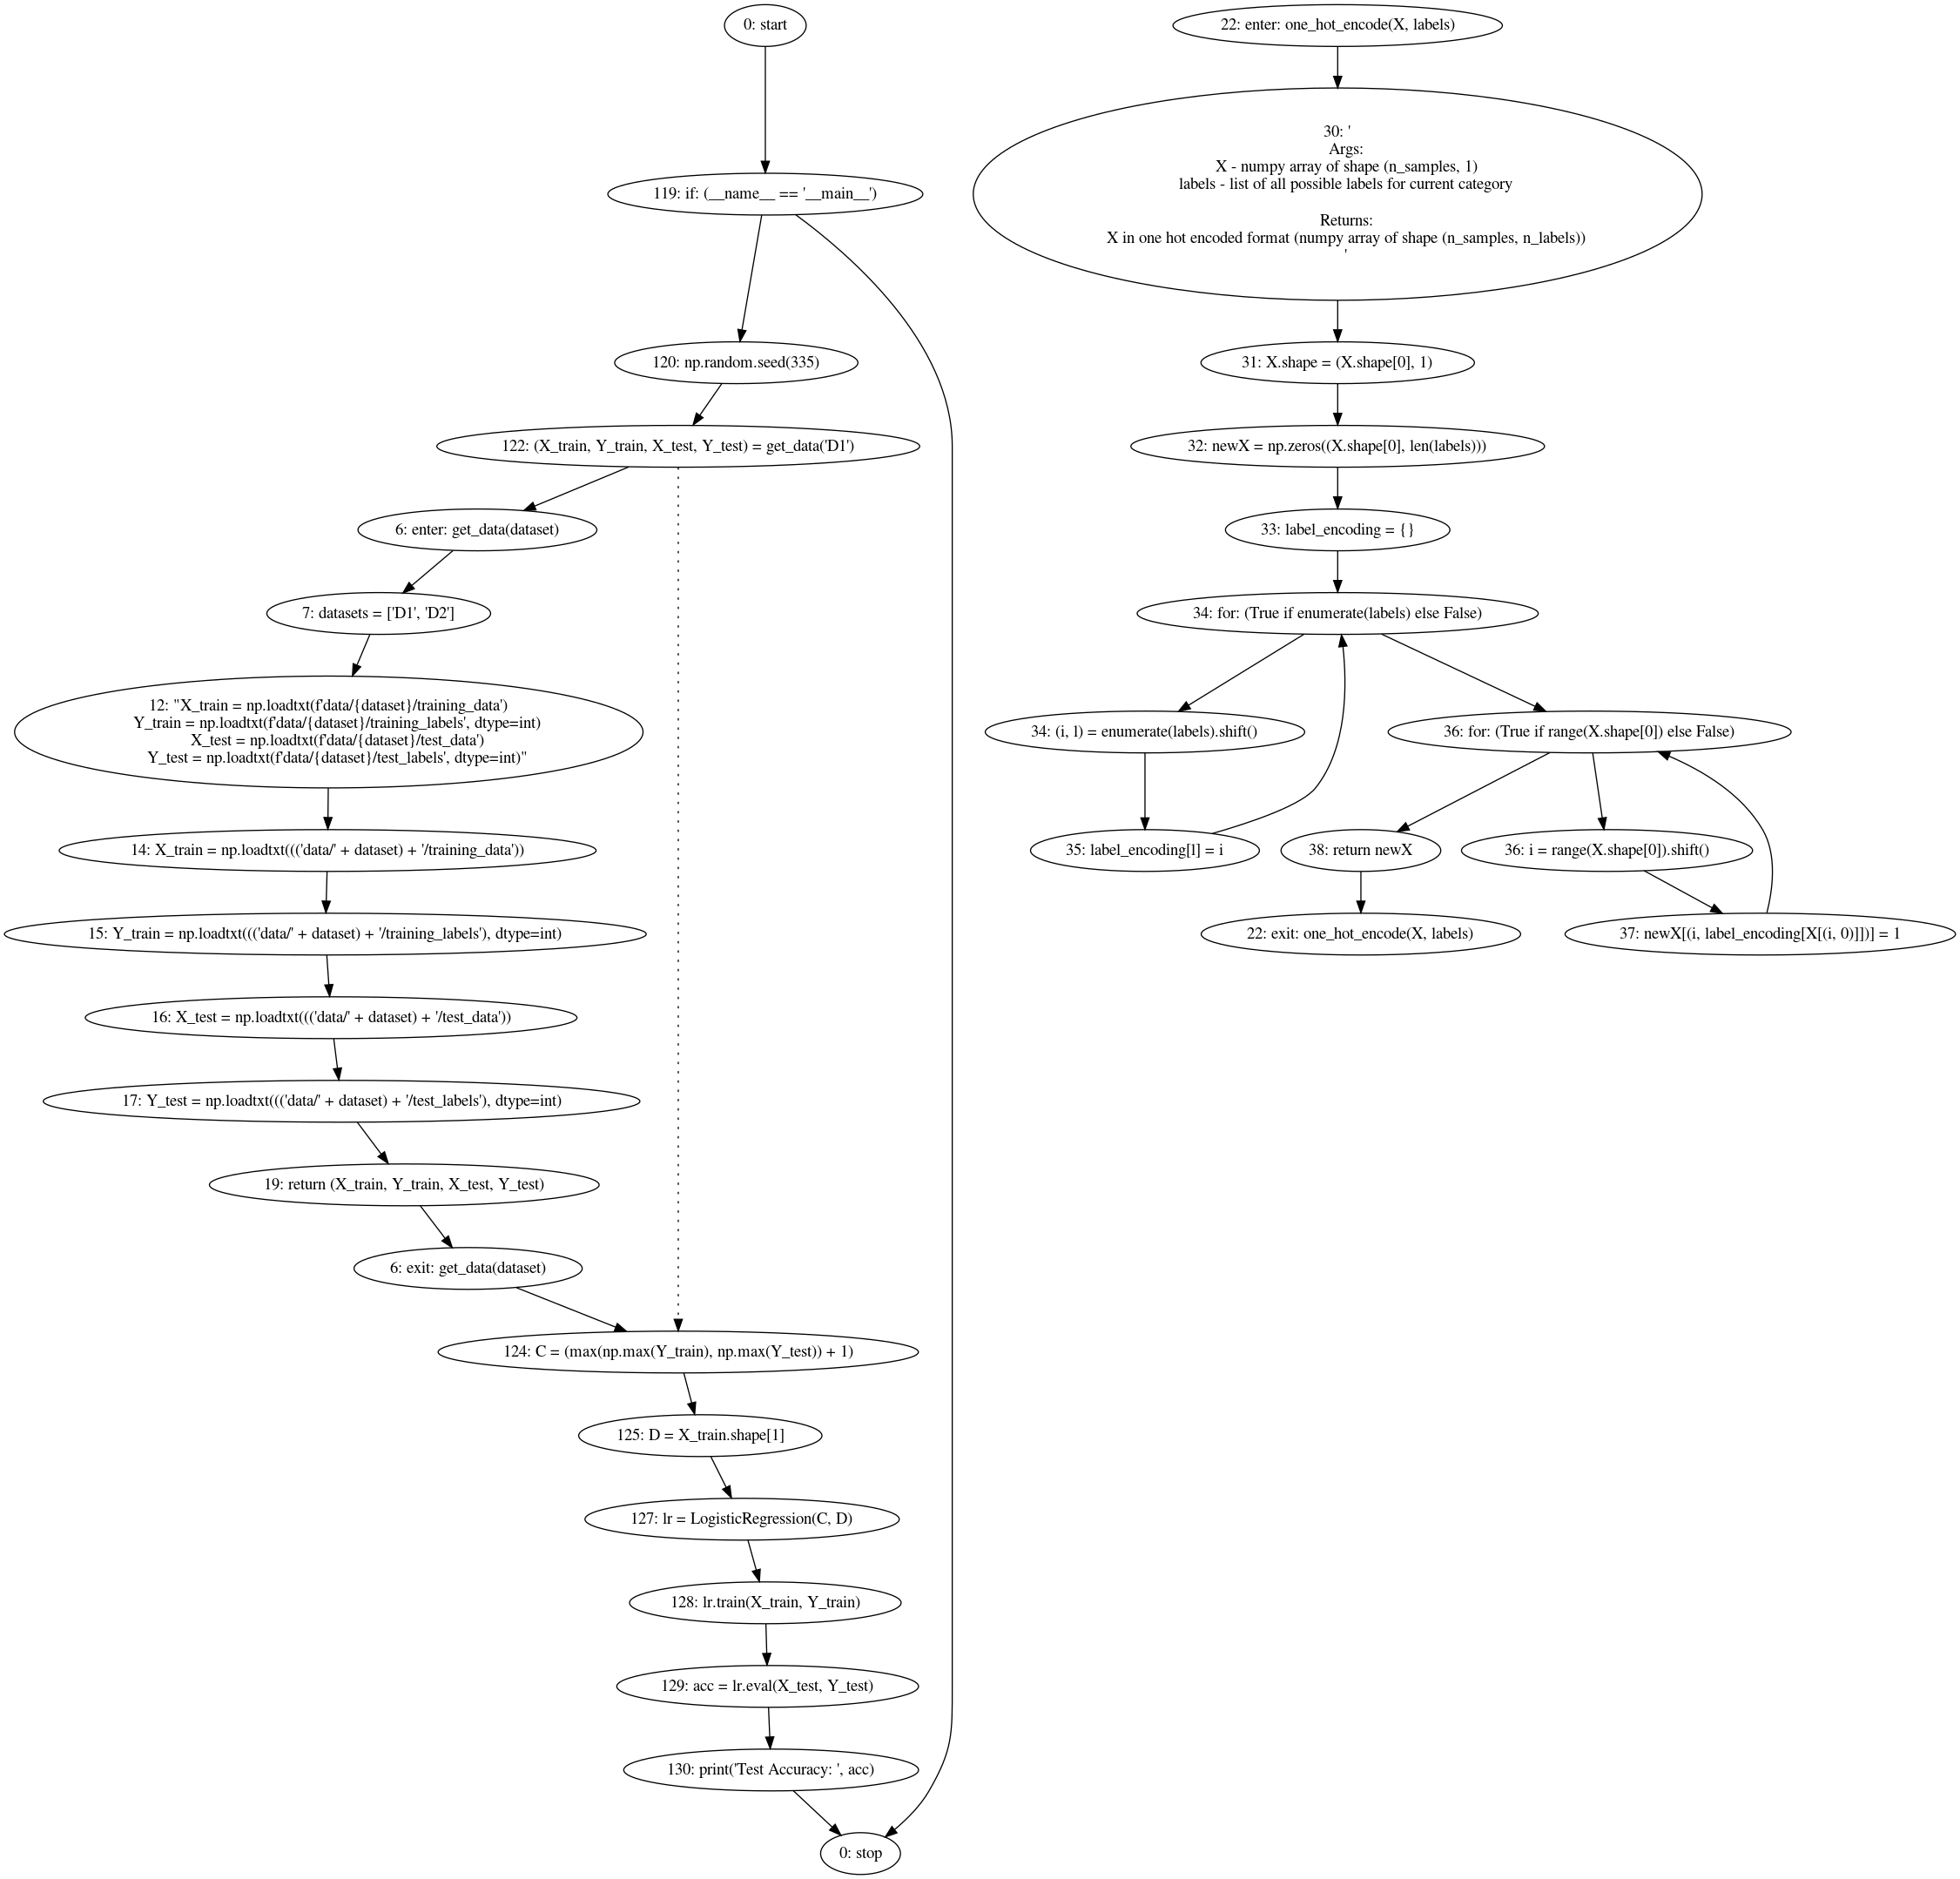 0: start
119: if: (__name__ == '__main__')
120: np.random.seed(335)
122: (X_train, Y_train, X_test, Y_test) = get_data('D1')
6: enter: get_data(dataset)
7: datasets = ['D1', 'D2']
12: "X_train = np.loadtxt(f'data/{dataset}/training_data')
Y_train = np.loadtxt(f'data/{dataset}/training_labels', dtype=int)
X_test = np.loadtxt(f'data/{dataset}/test_data')
Y_test = np.loadtxt(f'data/{dataset}/test_labels', dtype=int)"
14: X_train = np.loadtxt((('data/' + dataset) + '/training_data'))
15: Y_train = np.loadtxt((('data/' + dataset) + '/training_labels'), dtype=int)
16: X_test = np.loadtxt((('data/' + dataset) + '/test_data'))
17: Y_test = np.loadtxt((('data/' + dataset) + '/test_labels'), dtype=int)
19: return (X_train, Y_train, X_test, Y_test)
6: exit: get_data(dataset)
124: C = (max(np.max(Y_train), np.max(Y_test)) + 1)
125: D = X_train.shape[1]
127: lr = LogisticRegression(C, D)
128: lr.train(X_train, Y_train)
129: acc = lr.eval(X_test, Y_test)
130: print('Test Accuracy: ', acc)
0: stop
22: enter: one_hot_encode(X, labels)
30: '
Args:
X - numpy array of shape (n_samples, 1)
labels - list of all possible labels for current category
Returns:
X in one hot encoded format (numpy array of shape (n_samples, n_labels))
'
31: X.shape = (X.shape[0], 1)
32: newX = np.zeros((X.shape[0], len(labels)))
33: label_encoding = {}
34: for: (True if enumerate(labels) else False)
34: (i, l) = enumerate(labels).shift()
36: for: (True if range(X.shape[0]) else False)
35: label_encoding[l] = i
38: return newX
36: i = range(X.shape[0]).shift()
22: exit: one_hot_encode(X, labels)
37: newX[(i, label_encoding[X[(i, 0)]])] = 1